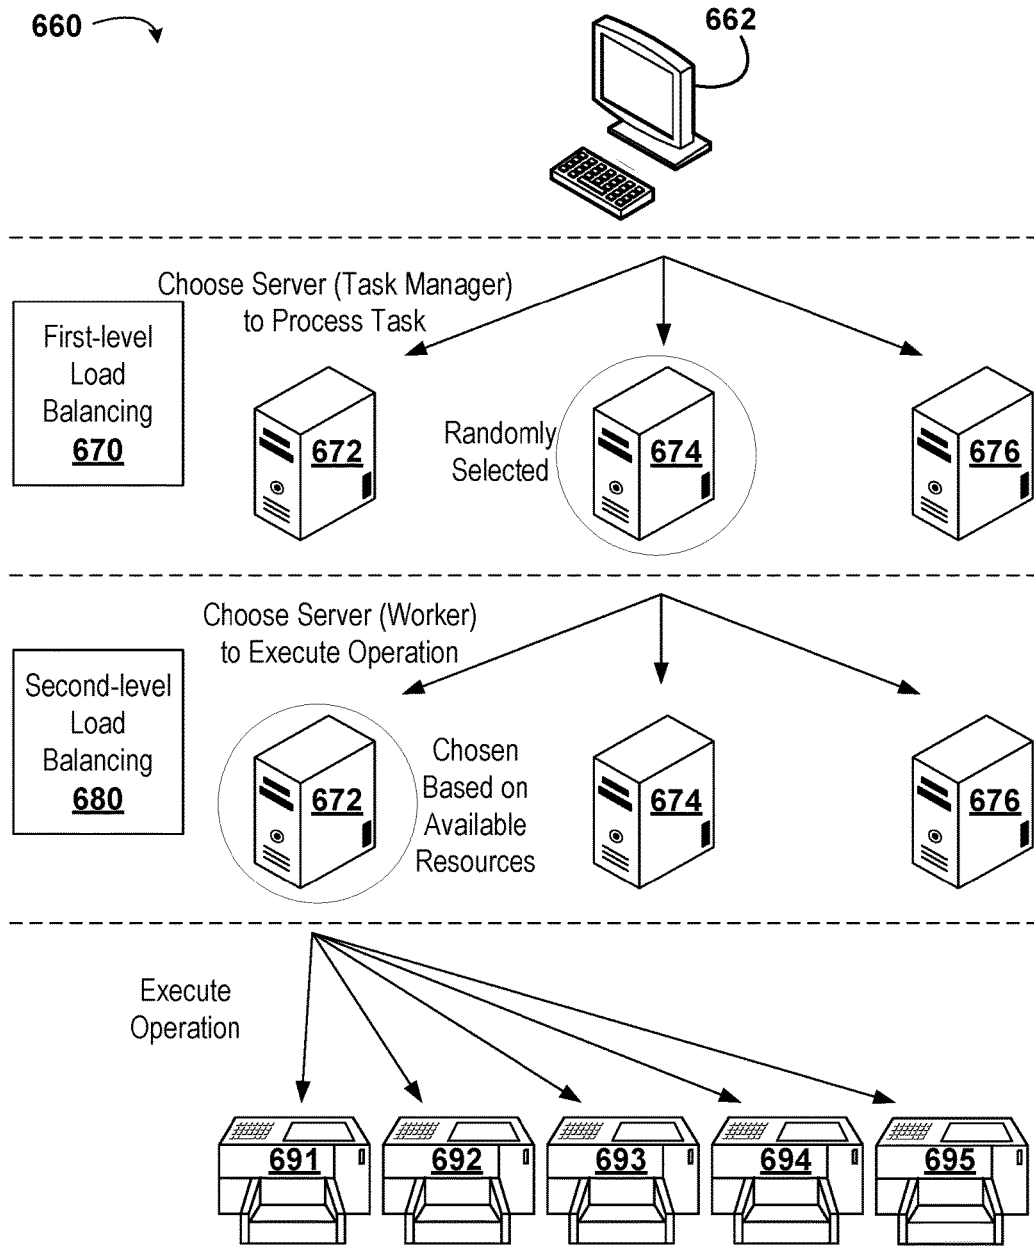 660
662
Choose Server (Task Manager)
to Process Task
First-level
Load
Balancing
670
672
Randomly
Selected
674
676
Choose Server (Worker)
to Execute Operation
Second-level
Load
Balancing
680
672
Chosen
Based on
Available
Resources
674
676
Execute
Operation
691
692
693
694
695